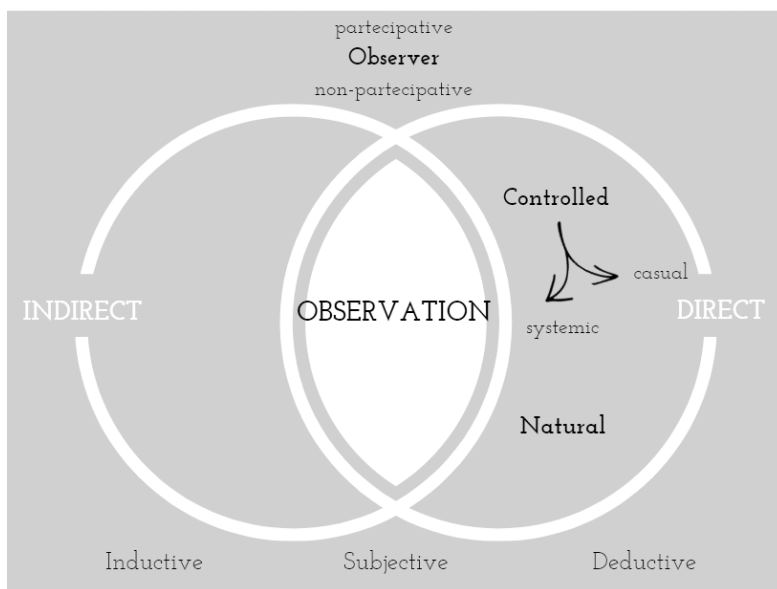 partecipative
Observer
non-partecipative
Controlled
casual
INDIRECT
OBSERVATION
DIRECT
systemic
Natural
Inductive
Subjective
Deductive